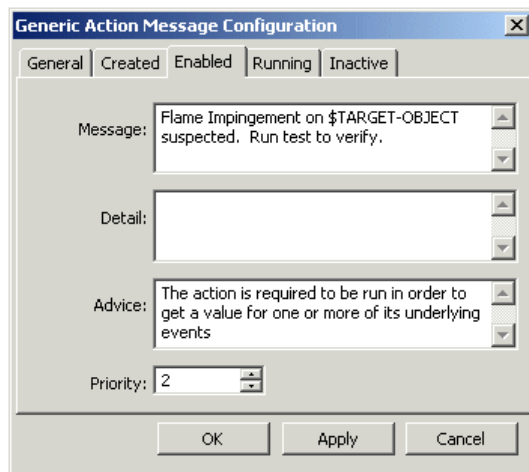 Generic Action Message Configuration
General Created Enabled Running Inactive
Message:
Flame Impingement on $TARGET-OBJECT
suspected. Run test to verify.
Detail:
Advice:
The action is required to be run in order to
get a value for one or more of its underlying
events
Priority: 2
OK Apply Cancel